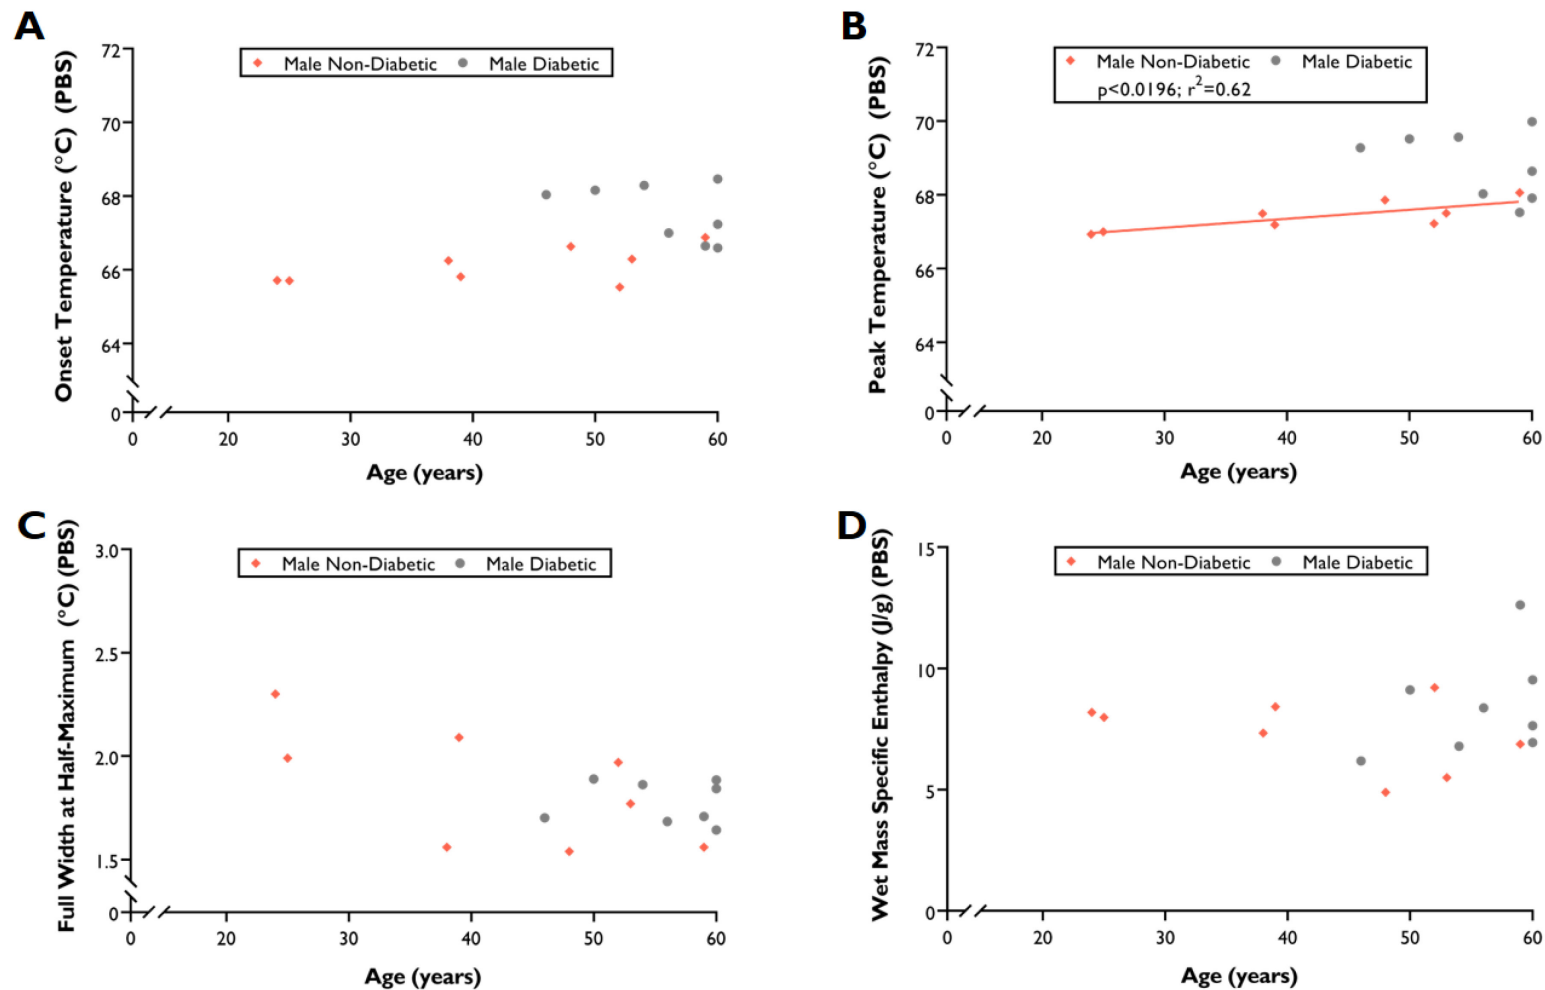 A
Onset Temperature (°C) (PBS)
72
70
68
66
64
0
Male Non-Diabetic Male Diabetic
0 20 30 40 50 60
Age (years)
B
Peak Temperature (°C) (PBS)
72
70
68
66
64
0
Male Non-Diabetic Male Diabetic
p<0.0196; r²=0.62
0 20 30 40 50 60
Age (years)
C
Full Width at Half-Maximum (°C) (PBS)
3.0
2.5
2.0
1.5
0
Male Non-Diabetic Male Diabetic
0 20 30 40 50 60
Age (years)
D
Wet Mass Specific Enthalpy (J/g) (PBS)
15
10
5
0
Male Non-Diabetic Male Diabetic
0 20 30 40 50 60
Age (years)